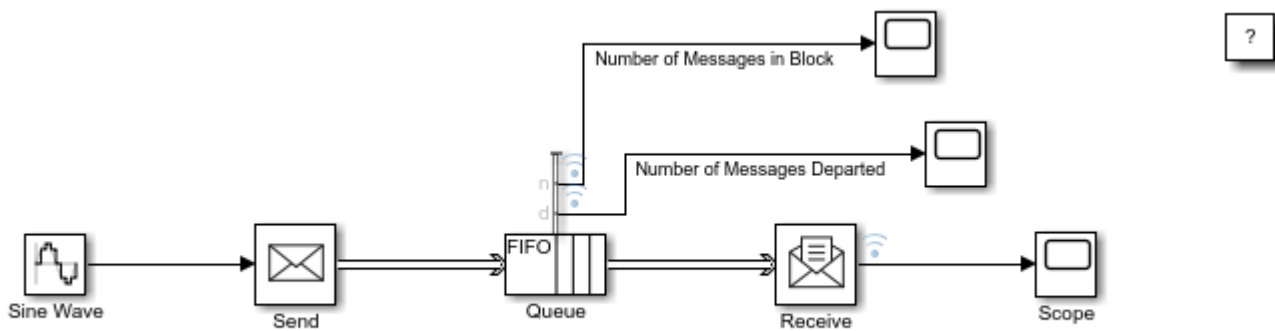 ?
Number of Messages in Block
Number of Messages Departed
n
d
FIFO
Sine Wave
Send
Queue
Receive
Scope